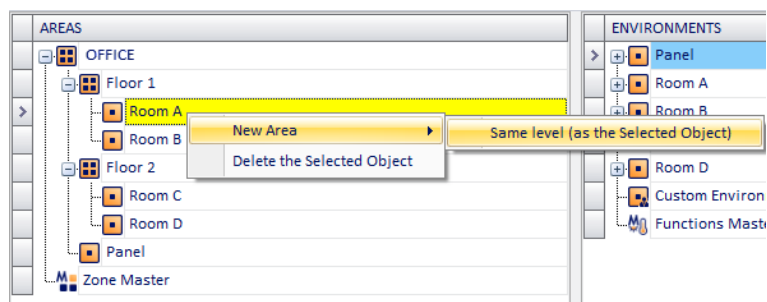 AREAS
OFFICE
Floor 1
Room A
Room B
Floor 2
Room C
Room D
Panel
Zone Master
New Area
Delete the Selected Object
Same level (as the Selected Object)
ENVIRONMENTS
Panel
Room A
Room B
Room D
Custom Environ
Functions Maste